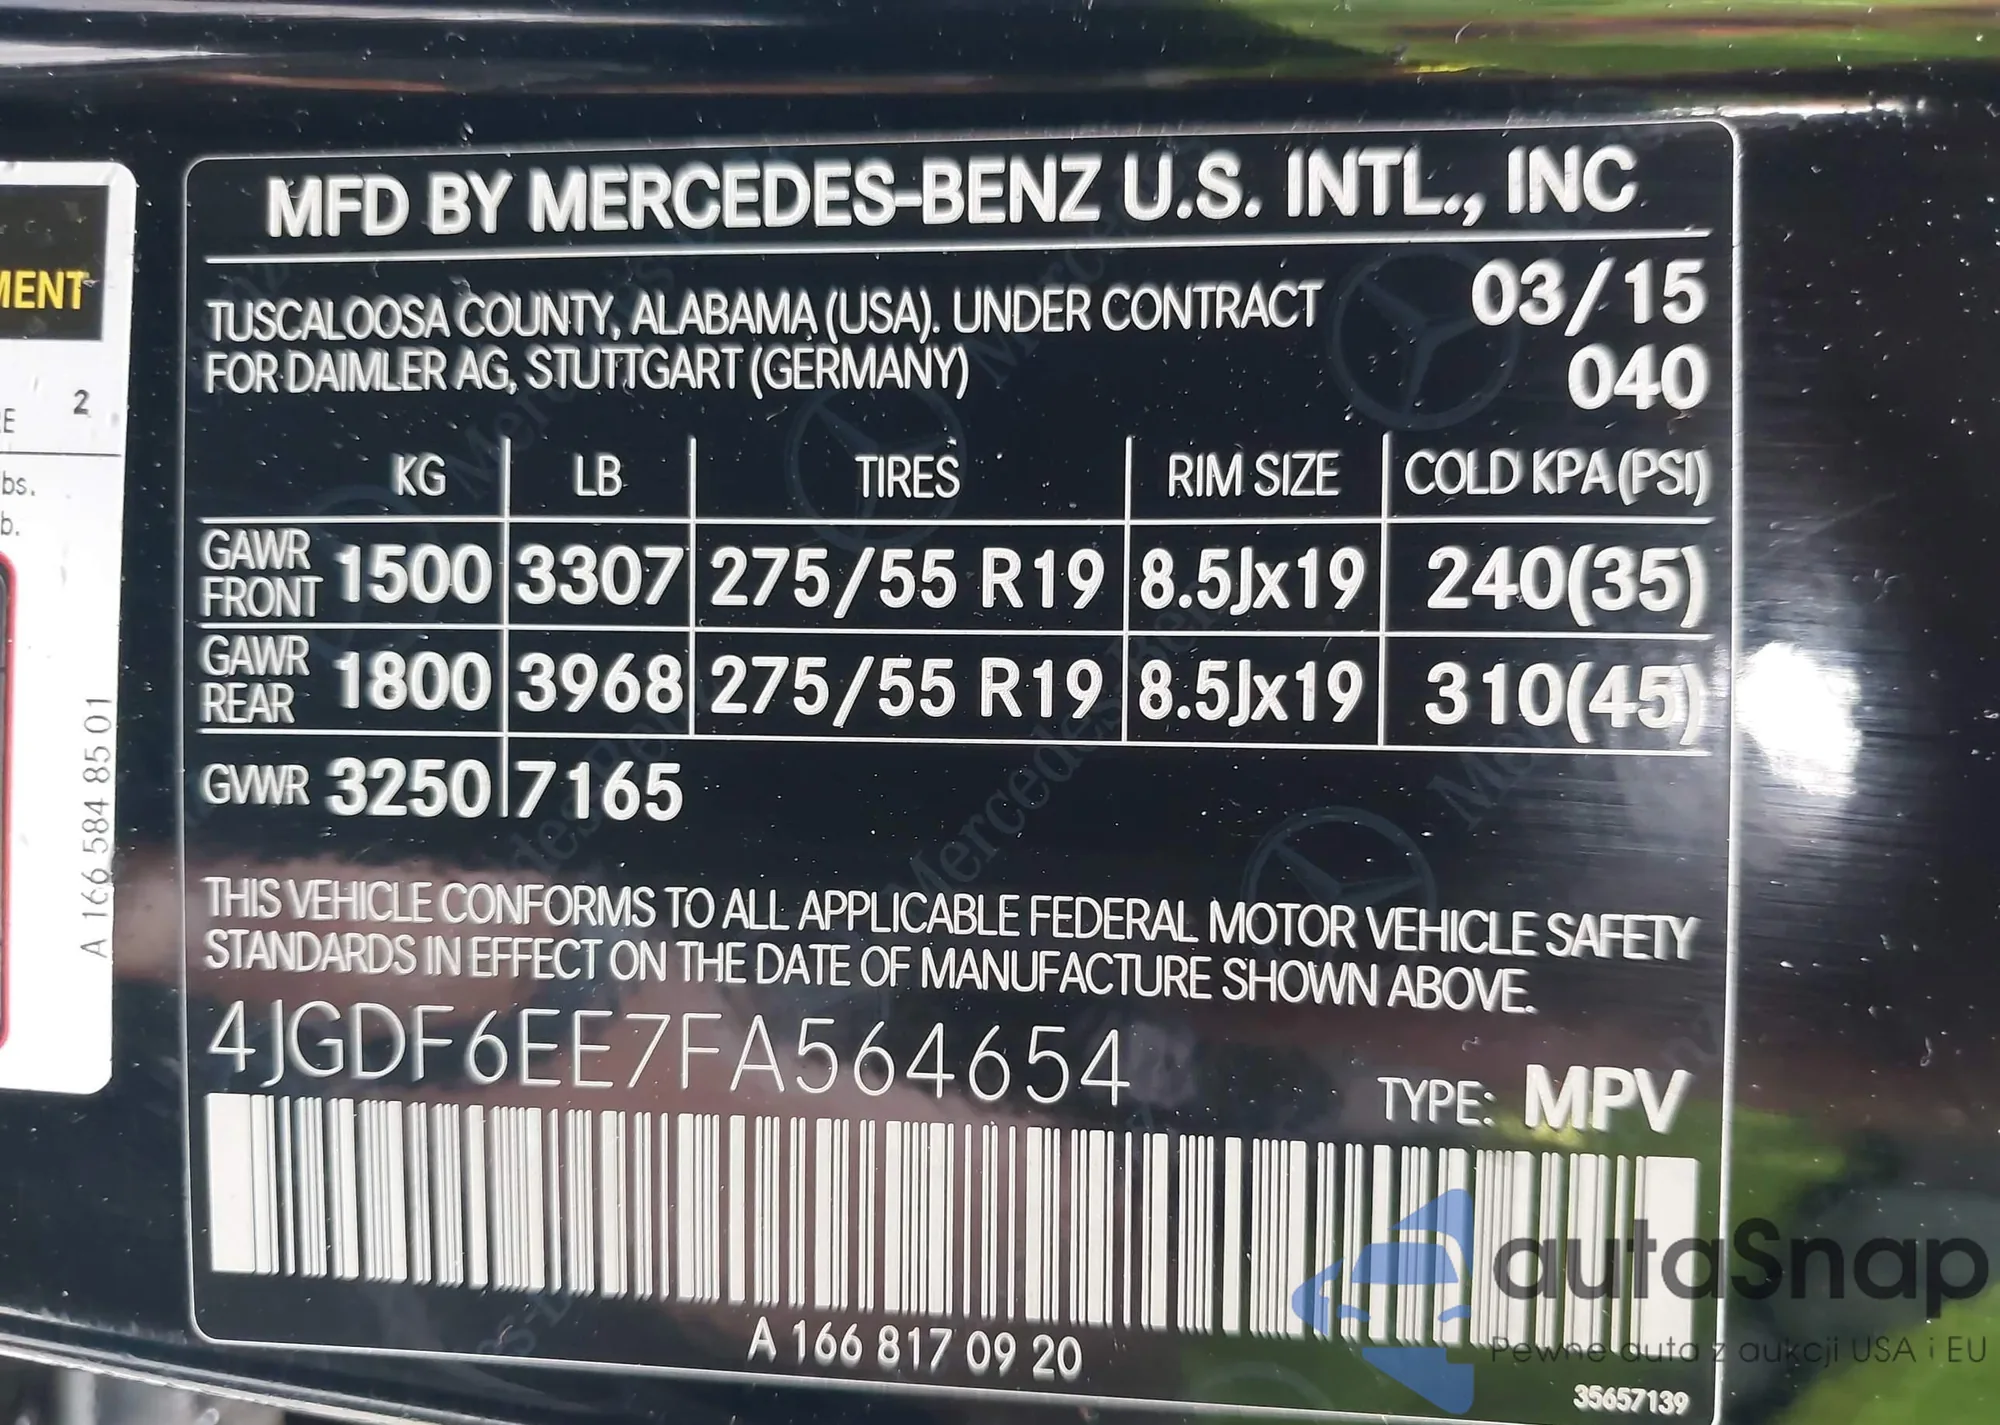 MFD BY MERCEDES-BENZ U.S. INTL., INC
TUSCALOOSA COUNTY, ALABAMA (USA). UNDER CONTRACT
FOR DAIMLER AG, STUTTGART (GERMANY)
03/15
040
KG LB TIRES RIM SIZE COLD KPA (PSI)
GAWR FRONT 1500 3307 275/55 R19 8.5Jx19 240(35)
GAWR REAR 1800 3968 275/55 R19 8.5Jx19 310(45)
GVWR 3250 7165
THIS VEHICLE CONFORMS TO ALL APPLICABLE FEDERAL MOTOR VEHICLE SAFETY
STANDARDS IN EFFECT ON THE DATE OF MANUFACTURE SHOWN ABOVE.
4JGDF6EE7FA564654
TYPE: MPV
A 166 817 09 20
35657139
2
bs.
b.
A 166 584 85 01
autaSnap
Pewne auta z aukcji USA i EU